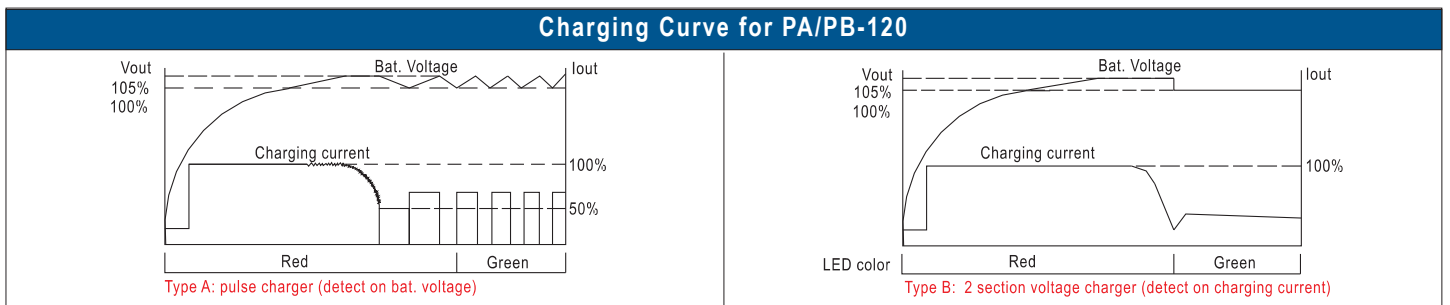 Charging Curve for PA/PB-120
Vout
105%
100%
Bat. Voltage
Iout
Charging current
100%
50%
Red
Green
Type A: pulse charger (detect on bat. voltage)
Vout
105%
100%
Bat. Voltage
Iout
Charging current
100%
LED color
Red
Green
Type B: 2 section voltage charger (detect on charging current)